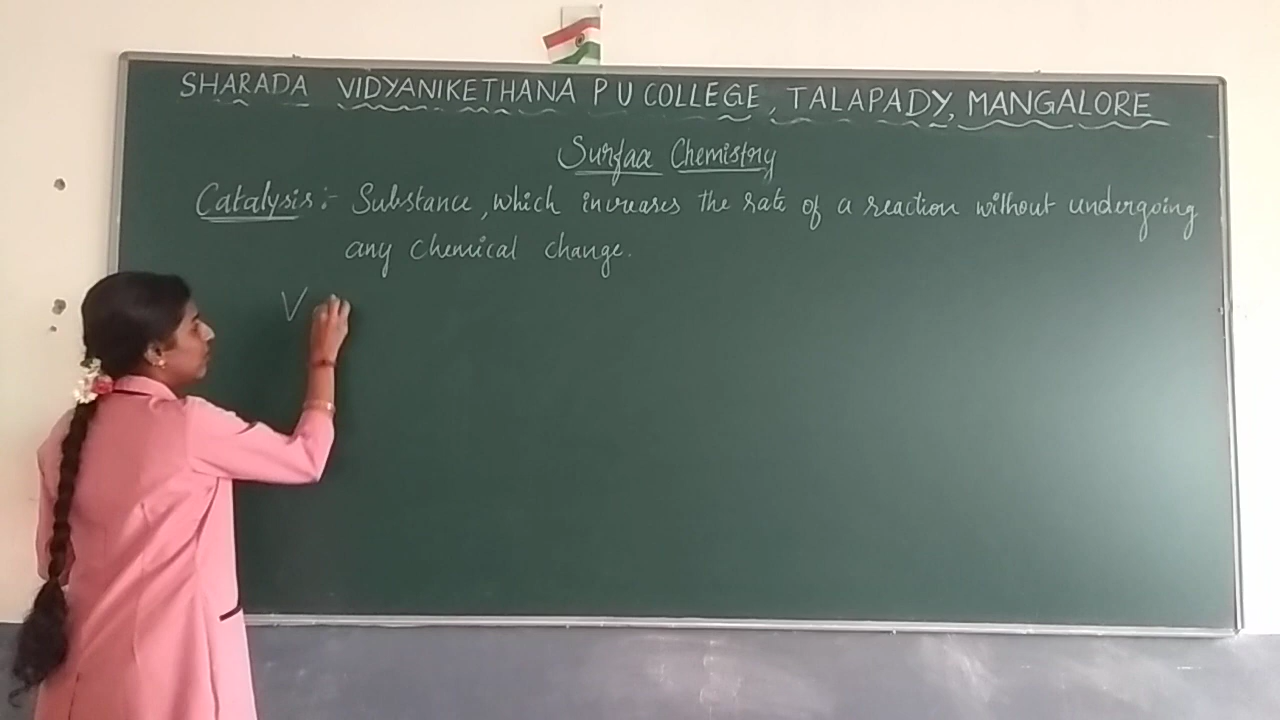 SHARADA VIDYANIKETHANA P U COLLEGE, TALAPADY, MANGALORE
Surface Chemistry
Catalysis :- Substance, which increases the rate of a reaction without undergoing
any chemical change.
V